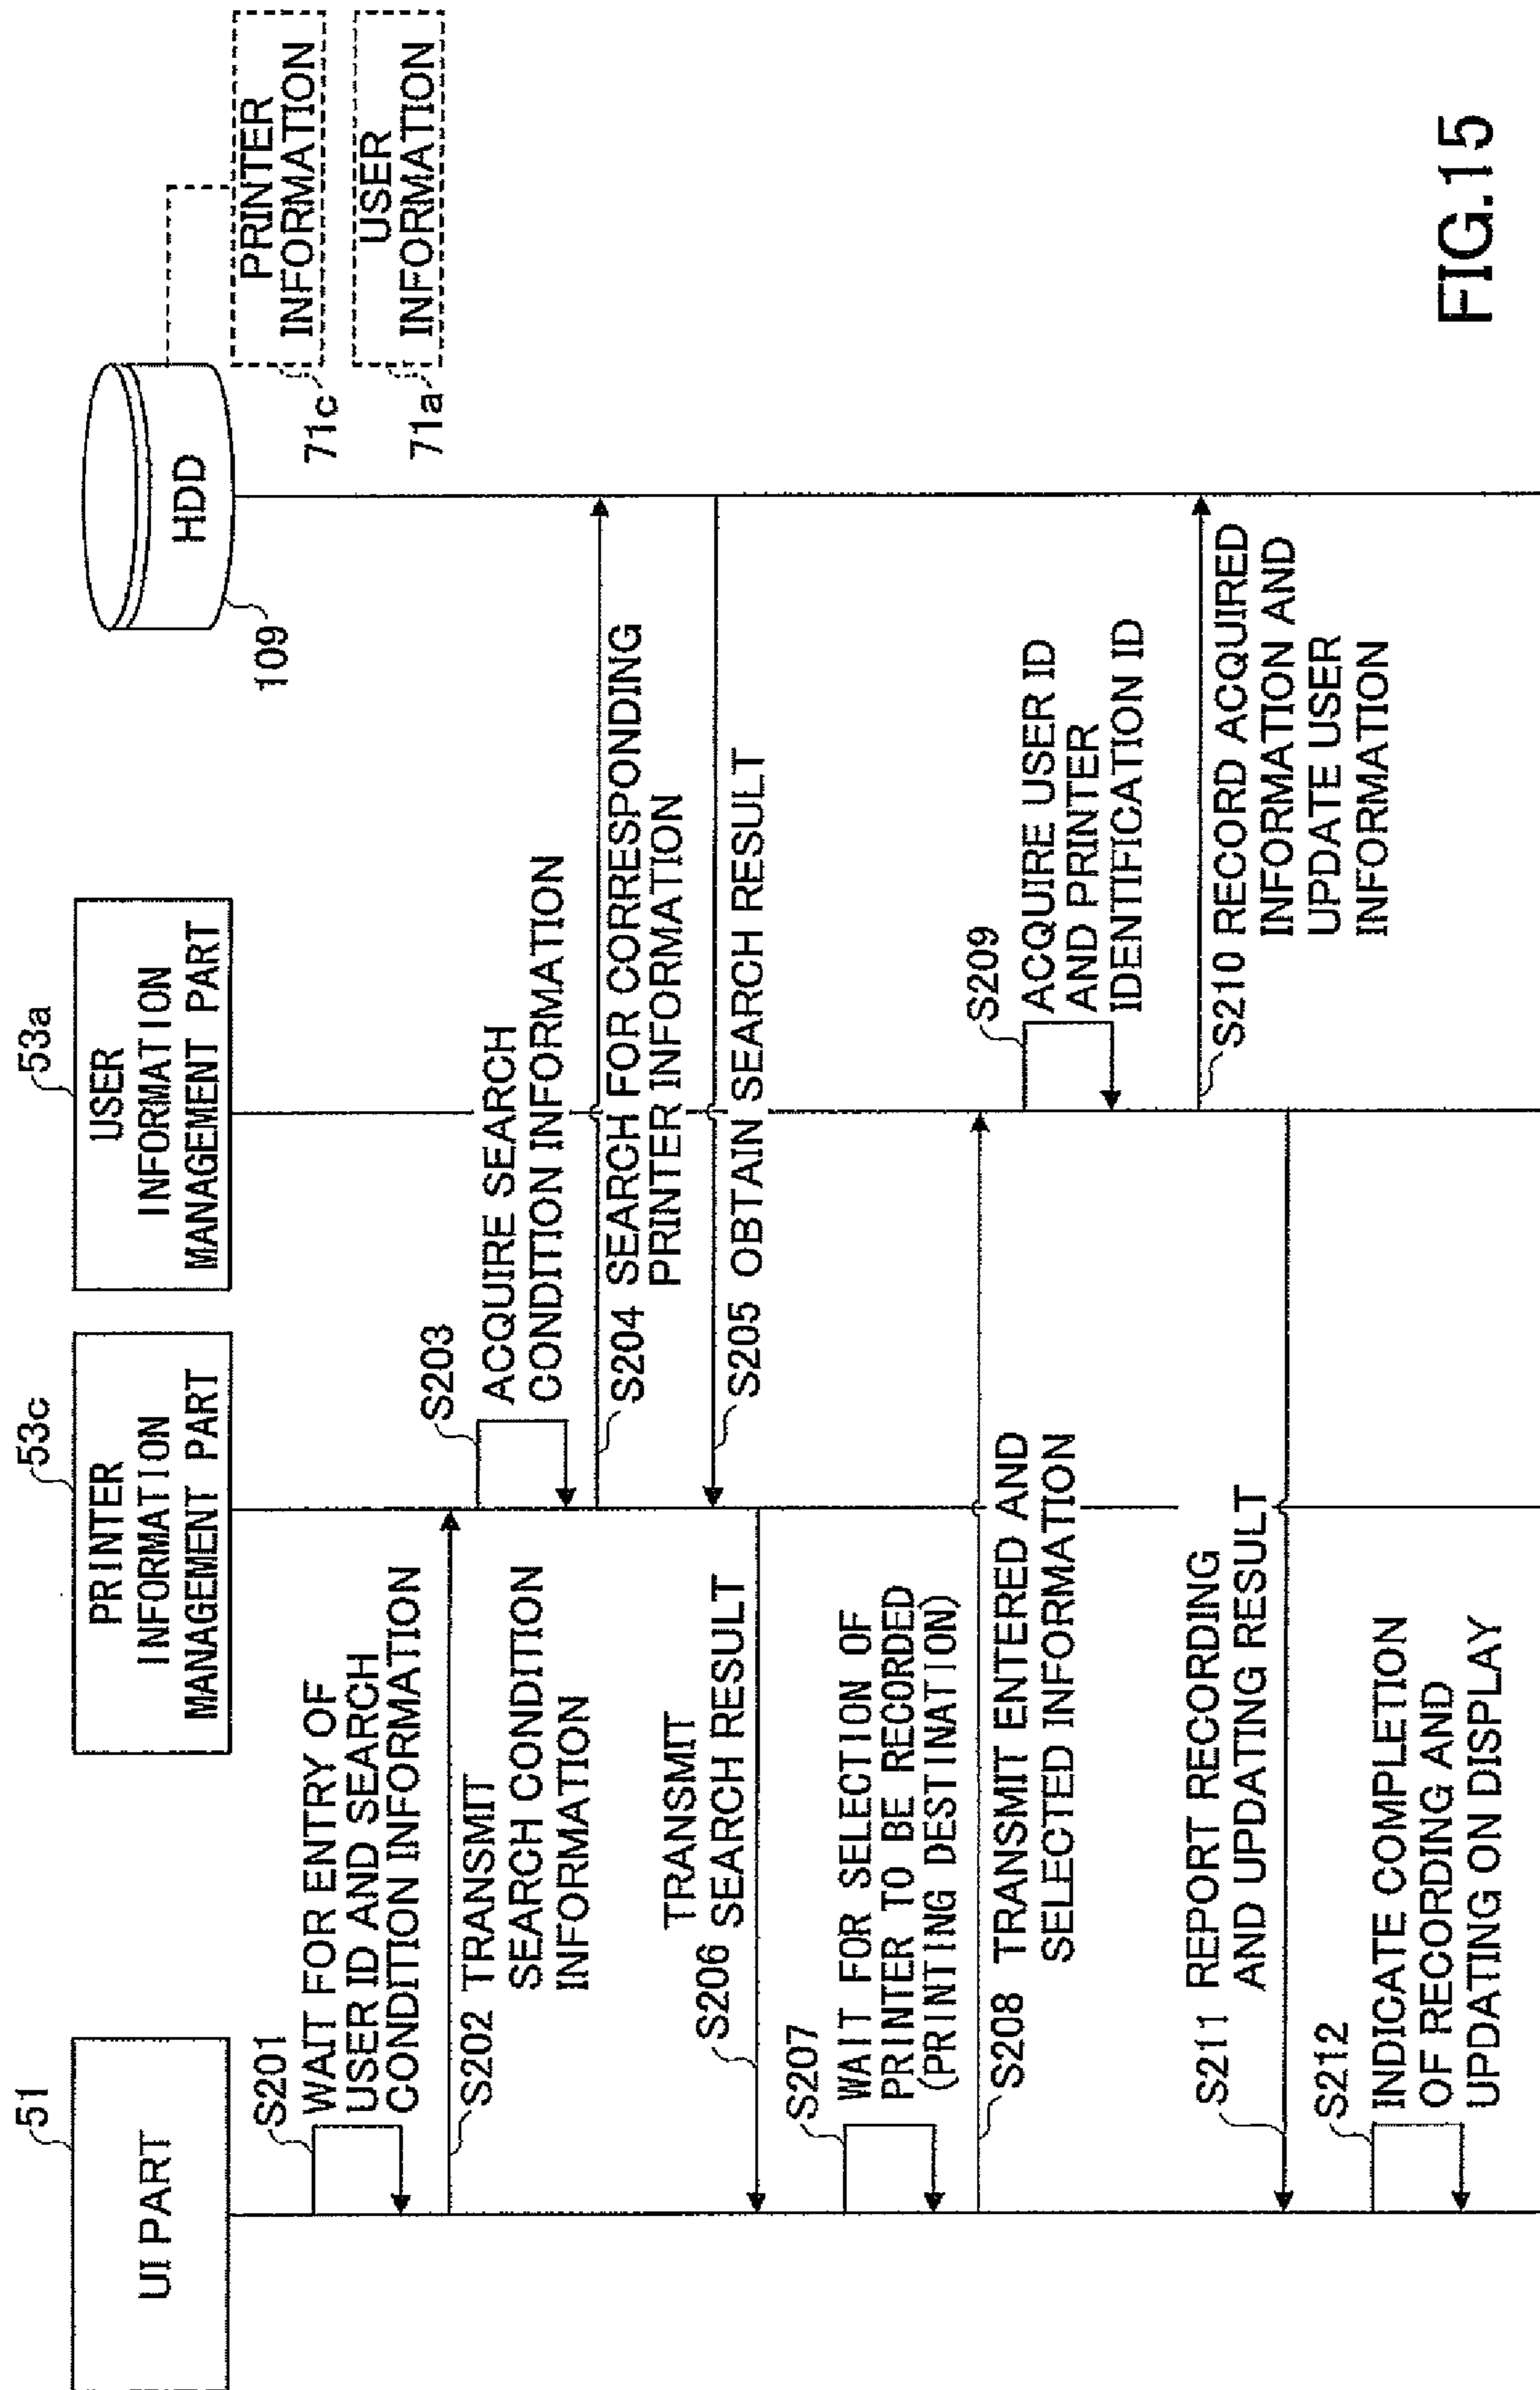 51
UI PART
53c
PRINTER
INFORMATION
MANAGEMENT PART
53a
USER
INFORMATION
MANAGEMENT PART
HDD
109
PRINTER
INFORMATION
71c
USER
INFORMATION
71a
S201
WAIT FOR ENTRY OF
USER ID AND SEARCH
CONDITION INFORMATION
S202 TRANSMIT
SEARCH CONDITION
INFORMATION
S203
ACQUIRE SEARCH
CONDITION INFORMATION
S204 SEARCH FOR CORRESPONDING
PRINTER INFORMATION
S205 OBTAIN SEARCH RESULT
TRANSMIT
S206 SEARCH RESULT
S207
WAIT FOR SELECTION OF
PRINTER TO BE RECORDED
(PRINTING DESTINATION)
S208 TRANSMIT ENTERED AND
SELECTED INFORMATION
S209
ACQUIRE USER ID
AND PRINTER
IDENTIFICATION ID
S210 RECORD ACQUIRED
INFORMATION AND
UPDATE USER
INFORMATION
S211 REPORT RECORDING
AND UPDATING RESULT
S212
INDICATE COMPLETION
OF RECORDING AND
UPDATING ON DISPLAY
FIG.15